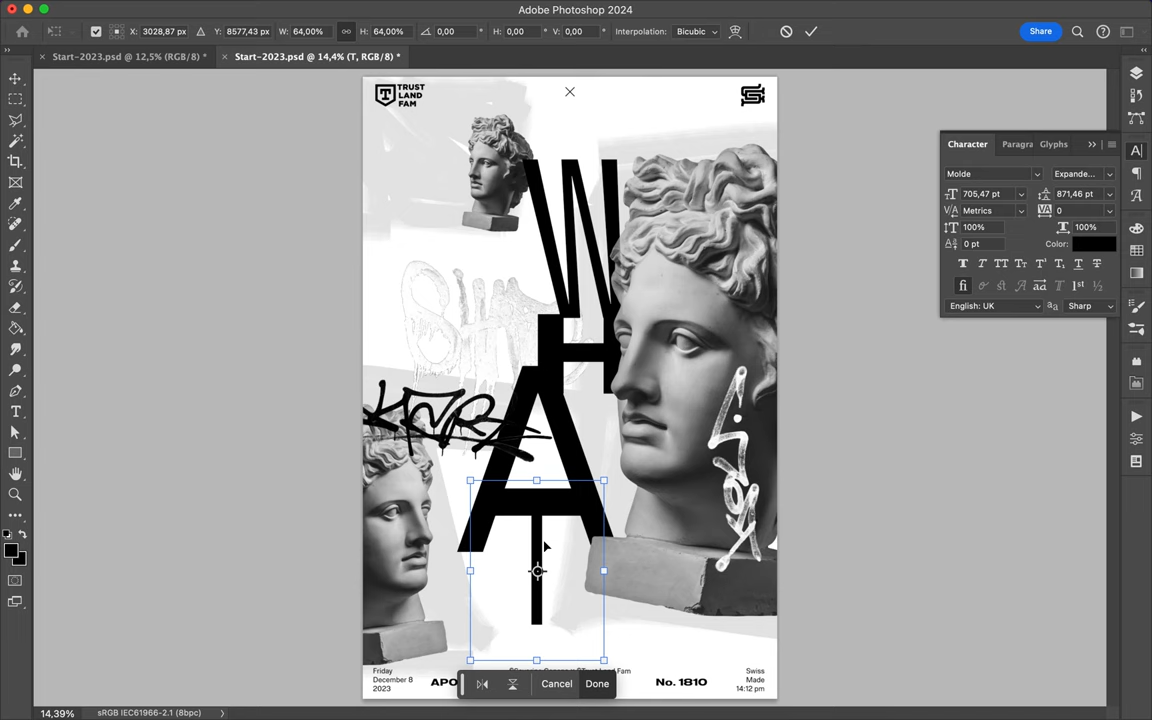 Adobe Photoshop 2024
X: 3028,87 px Y: 8577,43 px W: 64,00% H: 64,00% 0,00 H: 0,00 V: 0,00 Interpolation: Bicubic Share
Start-2023.psd @ 12,5% (RGB/8) * Start-2023.psd @ 14,4% (T, RGB/8) *
TRUST
LAND
FAM
W
H
A
T
Character Paragra Glyphs
Molde Expande...
705,47 pt 871,46 pt
Metrics 0
100% 100%
0 pt Color:
English: UK Sharp
Friday
December 8
2023
APO
Fam
No. 1810
Swiss
Made
14:12 pm
Cancel Done
14,39% sRGB IEC61966-2.1 (8bpc)